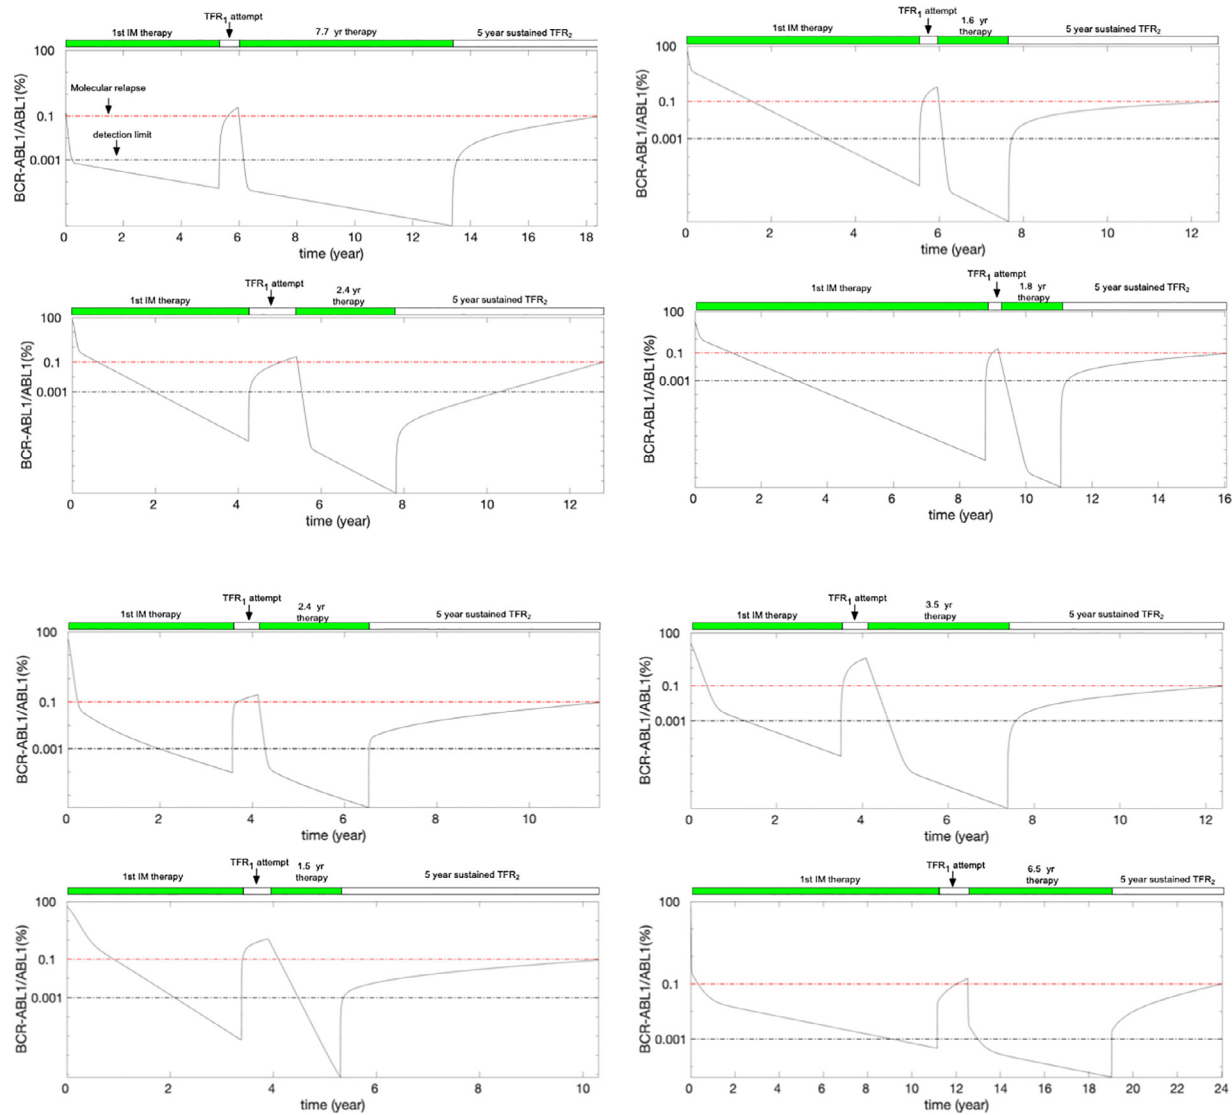 TFR1 attempt
1st IM therapy
7.7 yr therapy
5 year sustained TFR2
BCR-ABL1/ABL1(%)
100
0.1
0.001
Molecular relapse
detection limit
0 2 4 6 8 10 12 14 16 18
time (year)
TFR1 attempt
1st IM therapy
1.6 yr
therapy
5 year sustained TFR2
BCR-ABL1/ABL1(%)
100
0.1
0.001
0 2 4 6 8 10 12
time (year)
TFR1 attempt
1st IM therapy
2.4 yr
therapy
5 year sustained TFR2
BCR-ABL1/ABL1(%)
100
0.1
0.001
0 2 4 6 8 10 12
time (year)
TFR1 attempt
1st IM therapy
1.8 yr
therapy
5 year sustained TFR2
BCR-ABL1/ABL1(%)
100
0.1
0.001
0 2 4 6 8 10 12 14 16
time (year)
TFR1 attempt
1st IM therapy
2.4 yr
therapy
5 year sustained TFR2
BCR-ABL1/ABL1(%)
100
0.1
0.001
0 2 4 6 8 10
time (year)
TFR1 attempt
1st IM therapy
3.5 yr
therapy
5 year sustained TFR2
BCR-ABL1/ABL1(%)
100
0.1
0.001
0 2 4 6 8 10 12
time (year)
TFR1 attempt
1st IM therapy
1.5 yr
therapy
5 year sustained TFR2
BCR-ABL1/ABL1(%)
100
0.1
0.001
0 2 4 6 8 10
time (year)
TFR1 attempt
1st IM therapy
6.5 yr
therapy
5 year sustained TFR2
BCR-ABL1/ABL1(%)
100
0.1
0.001
0 2 4 6 8 10 12 14 16 18 20 22 24
time (year)